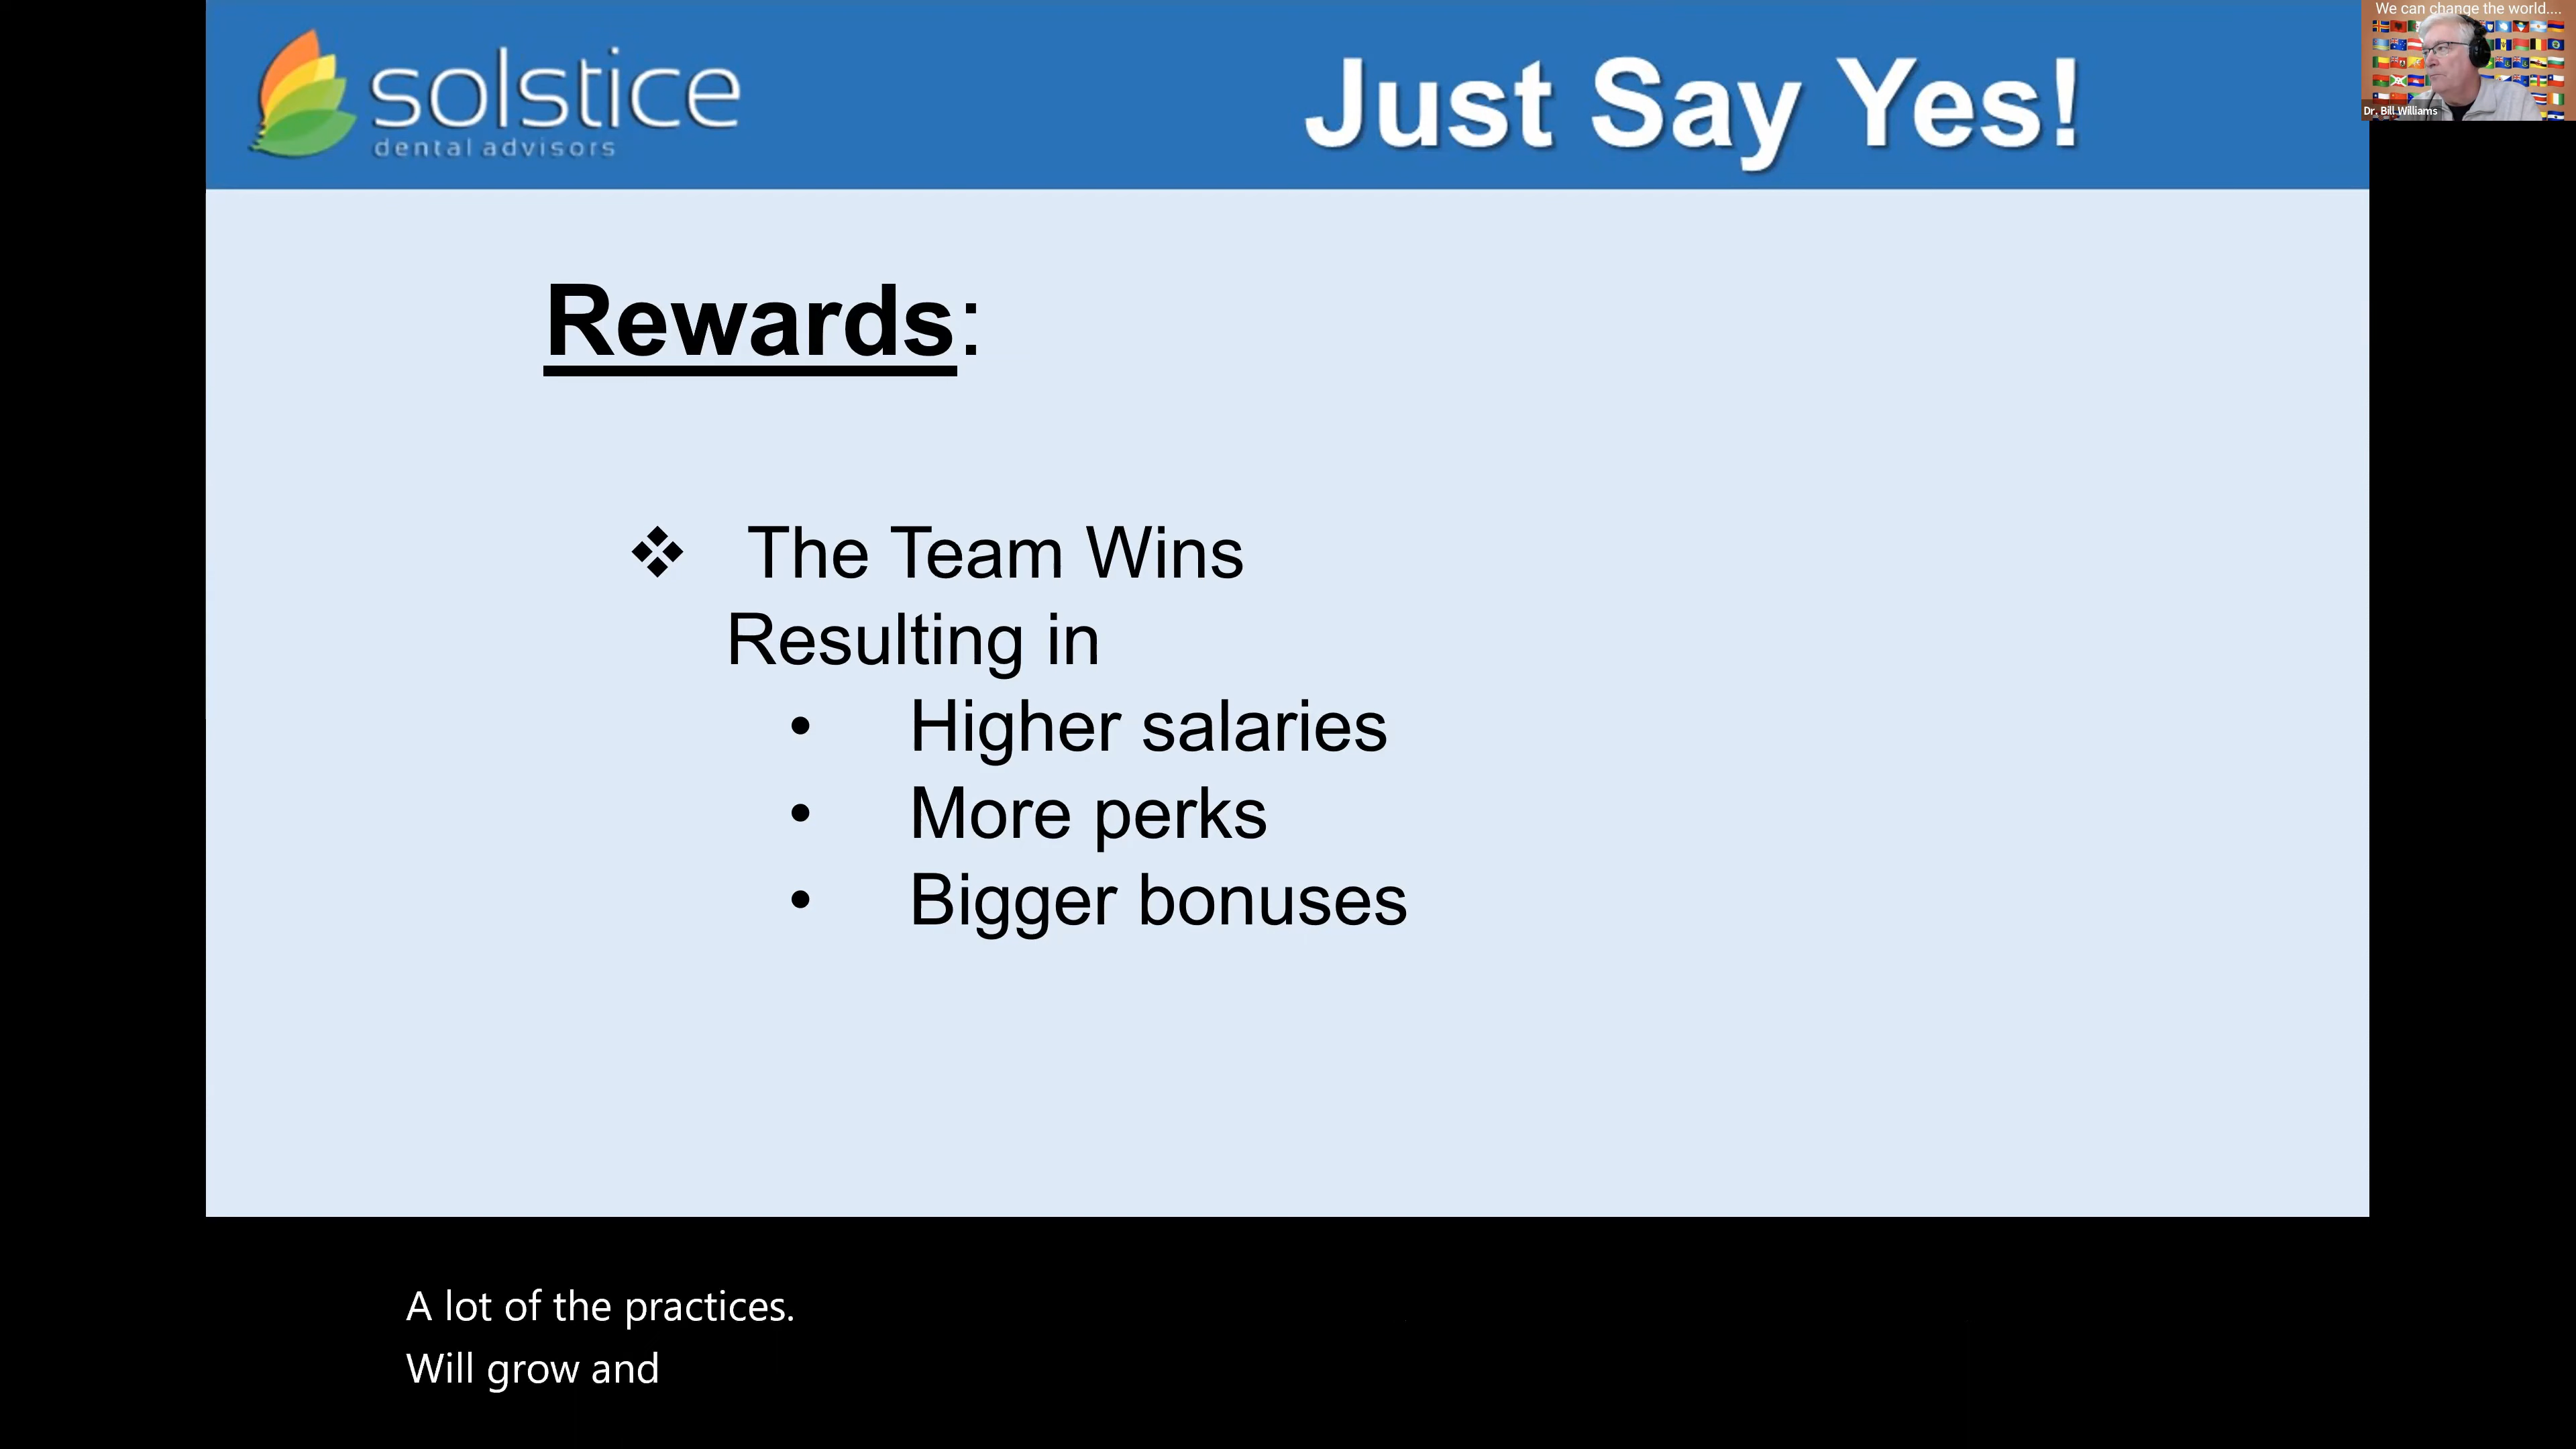 solstice
dental advisors
Just Say Yes!
We can change the world....
Dr. Bill Williams
Rewards:
❖ The Team Wins
Resulting in
• Higher salaries
• More perks
• Bigger bonuses
A lot of the practices.
Will grow and